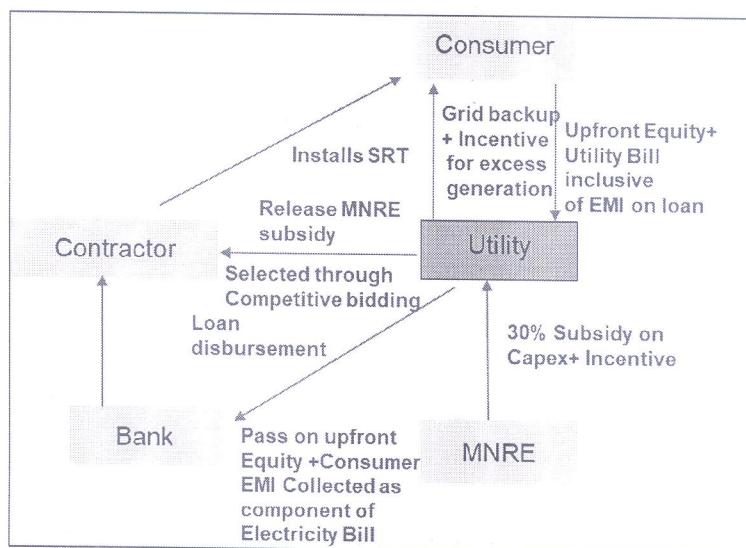 Consumer
Grid backup
+ Incentive
for excess
generation
Upfront Equity+
Utility Bill
inclusive
of EMI on loan
Installs SRT
Release MNRE
subsidy
Contractor
Utility
Selected through
Competitive bidding
Loan
disbursement
30% Subsidy on
Capex+ Incentive
Bank
Pass on upfront
Equity +Consumer
EMI Collected as
component of
Electricity Bill
MNRE